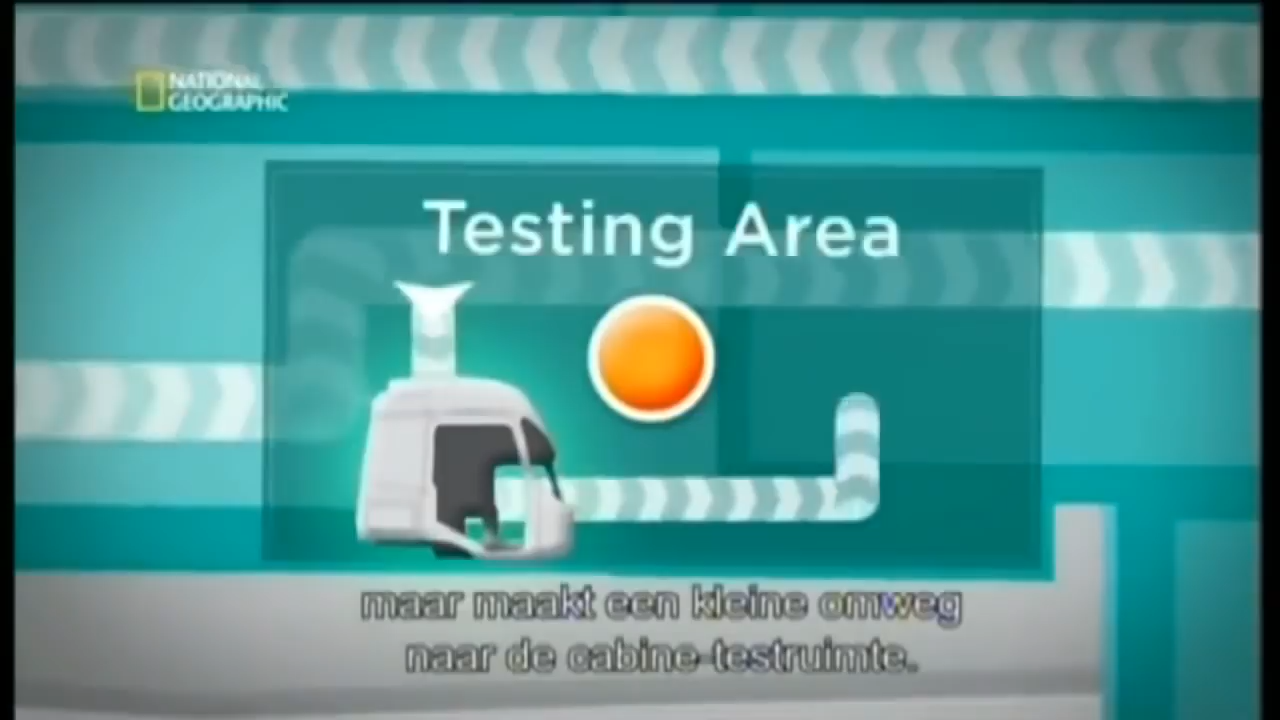 NATIONAL
GEOGRAPHIC
Testing Area
maar maakt een kleine omweg
naar de cabine-testruimte.